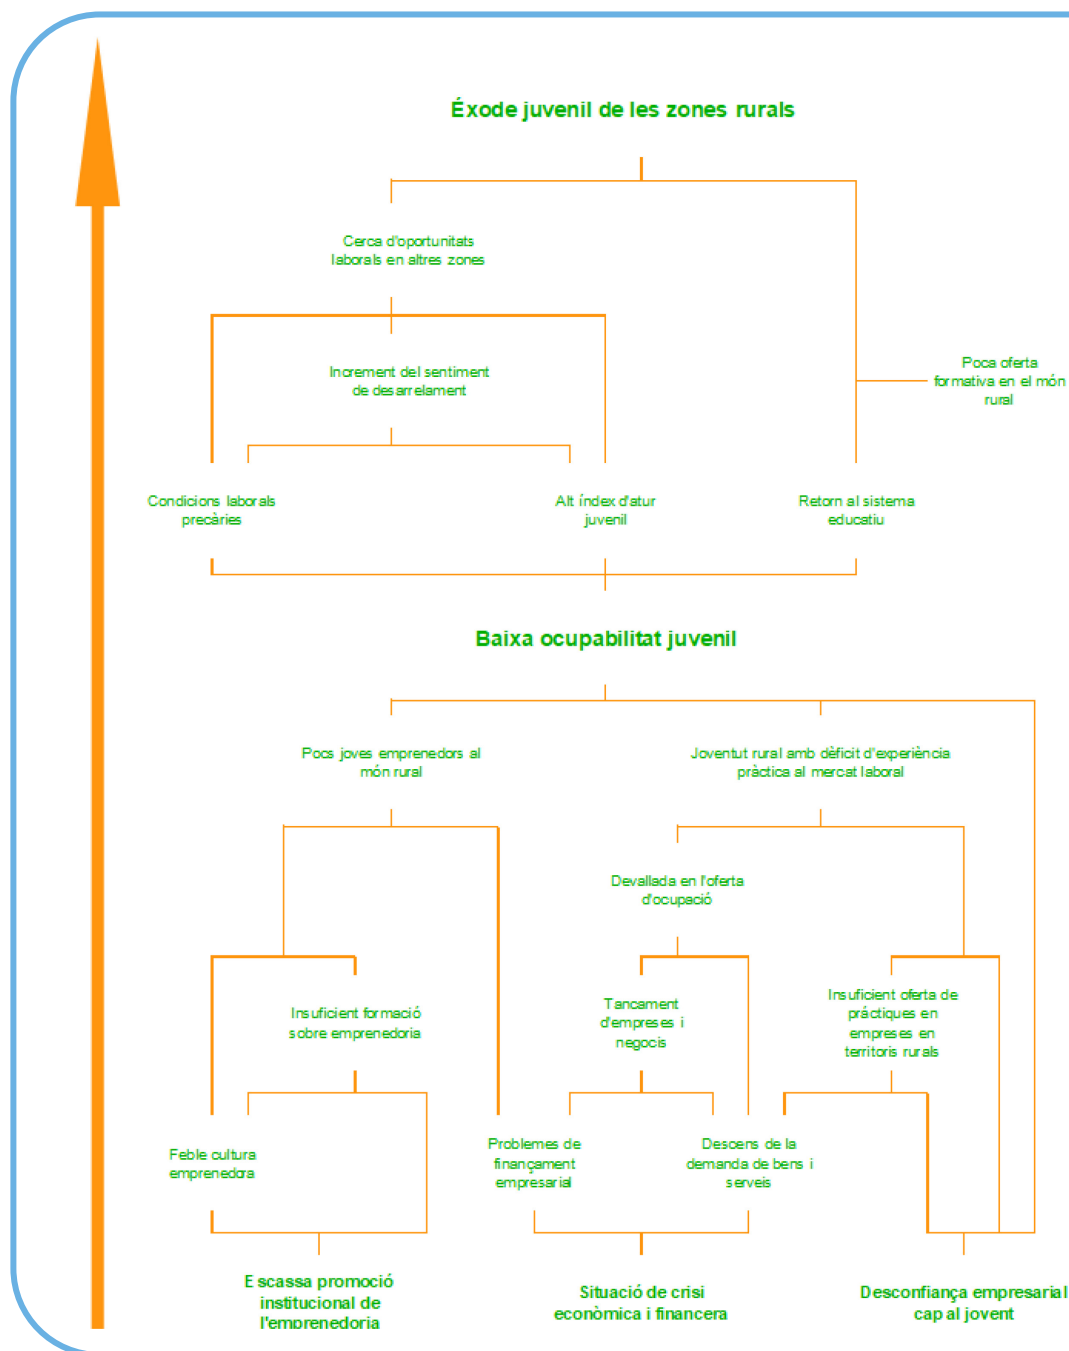 Éxode juvenil de les zones rurals
Cerca d'oportunitats
laborals en altres zones
Increment del sentiment
de desarrelament
Poca oferta
formativa en el món
rural
Condicions laborals
precàries
Alt índex d'atur
juvenil
Retorn al sistema
educatiu
Baixa ocupabilitat juvenil
Pocs joves emprenedors al
món rural
Joventut rural amb dèficit d'experiència
pràctica al mercat laboral
Devallada en l'oferta
d'ocupació
Insuficient formació
sobre emprenedoria
Tancament
d'empreses i
negocis
Insuficient oferta de
práctiques en
empreses en
territoris rurals
Feble cultura
emprenedora
Problemes de
finançament
empresarial
Descens de la
demanda de bens i
serveis
Escassa promoció
institucional de
l'emprenedoria
Situació de crisi
econòmica i financera
Desconfiança empresarial
cap al jovent